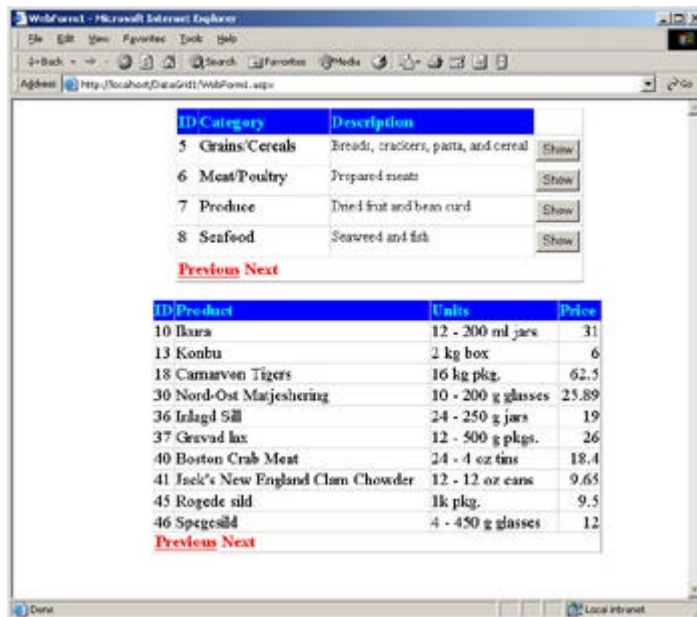 WebForm1 - Microsoft Internet Explorer
File Edit View Favorites Tools Help
Back Search Favorites Media
Address http://localhost/DataGrid1/WebForm1.aspx Go
ID Category Description
5 Grains/Cereals Breads, crackers, pasta, and cereal Show
6 Meat/Poultry Prepared meats Show
7 Produce Dried fruit and bean curd Show
8 Seafood Seaweed and fish Show
Previous Next
ID Product Units Price
10 Ikura 12 - 200 ml jars 31
13 Konbu 2 kg box 6
18 Carnarvon Tigers 16 kg pkg. 62.5
30 Nord-Ost Matjeshering 10 - 200 g glasses 25.89
36 Inlagd Sill 24 - 250 g jars 19
37 Gravad lax 12 - 500 g pkgs. 26
40 Boston Crab Meat 24 - 4 oz tins 18.4
41 Jack's New England Clam Chowder 12 - 12 oz cans 9.65
45 Rogede sild 1k pkg. 9.5
46 Spegesild 4 - 450 g glasses 12
Previous Next
Done Local intranet